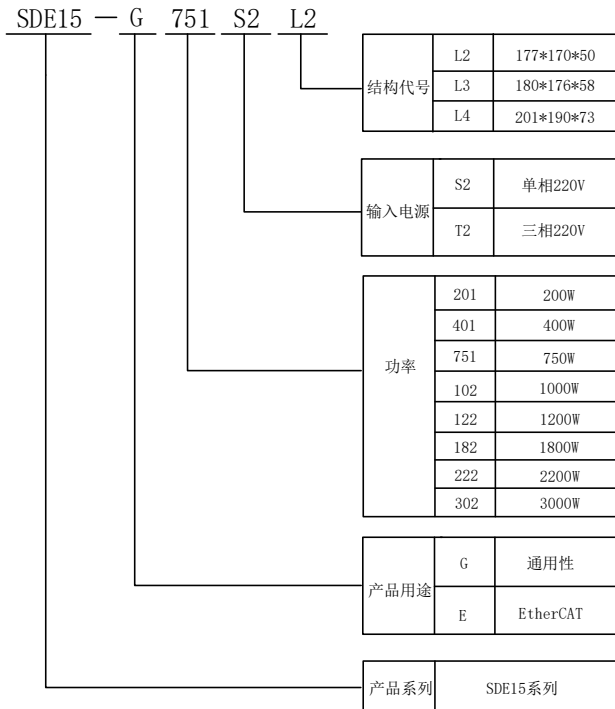 SDE15 — G 751 S2 L2
结构代号
L2 177*170*50
L3 180*176*58
L4 201*190*73
输入电源
S2 单相220V
T2 三相220V
功率
201 200W
401 400W
751 750W
102 1000W
122 1200W
182 1800W
222 2200W
302 3000W
产品用途
G 通用性
E EtherCAT
产品系列 SDE15系列